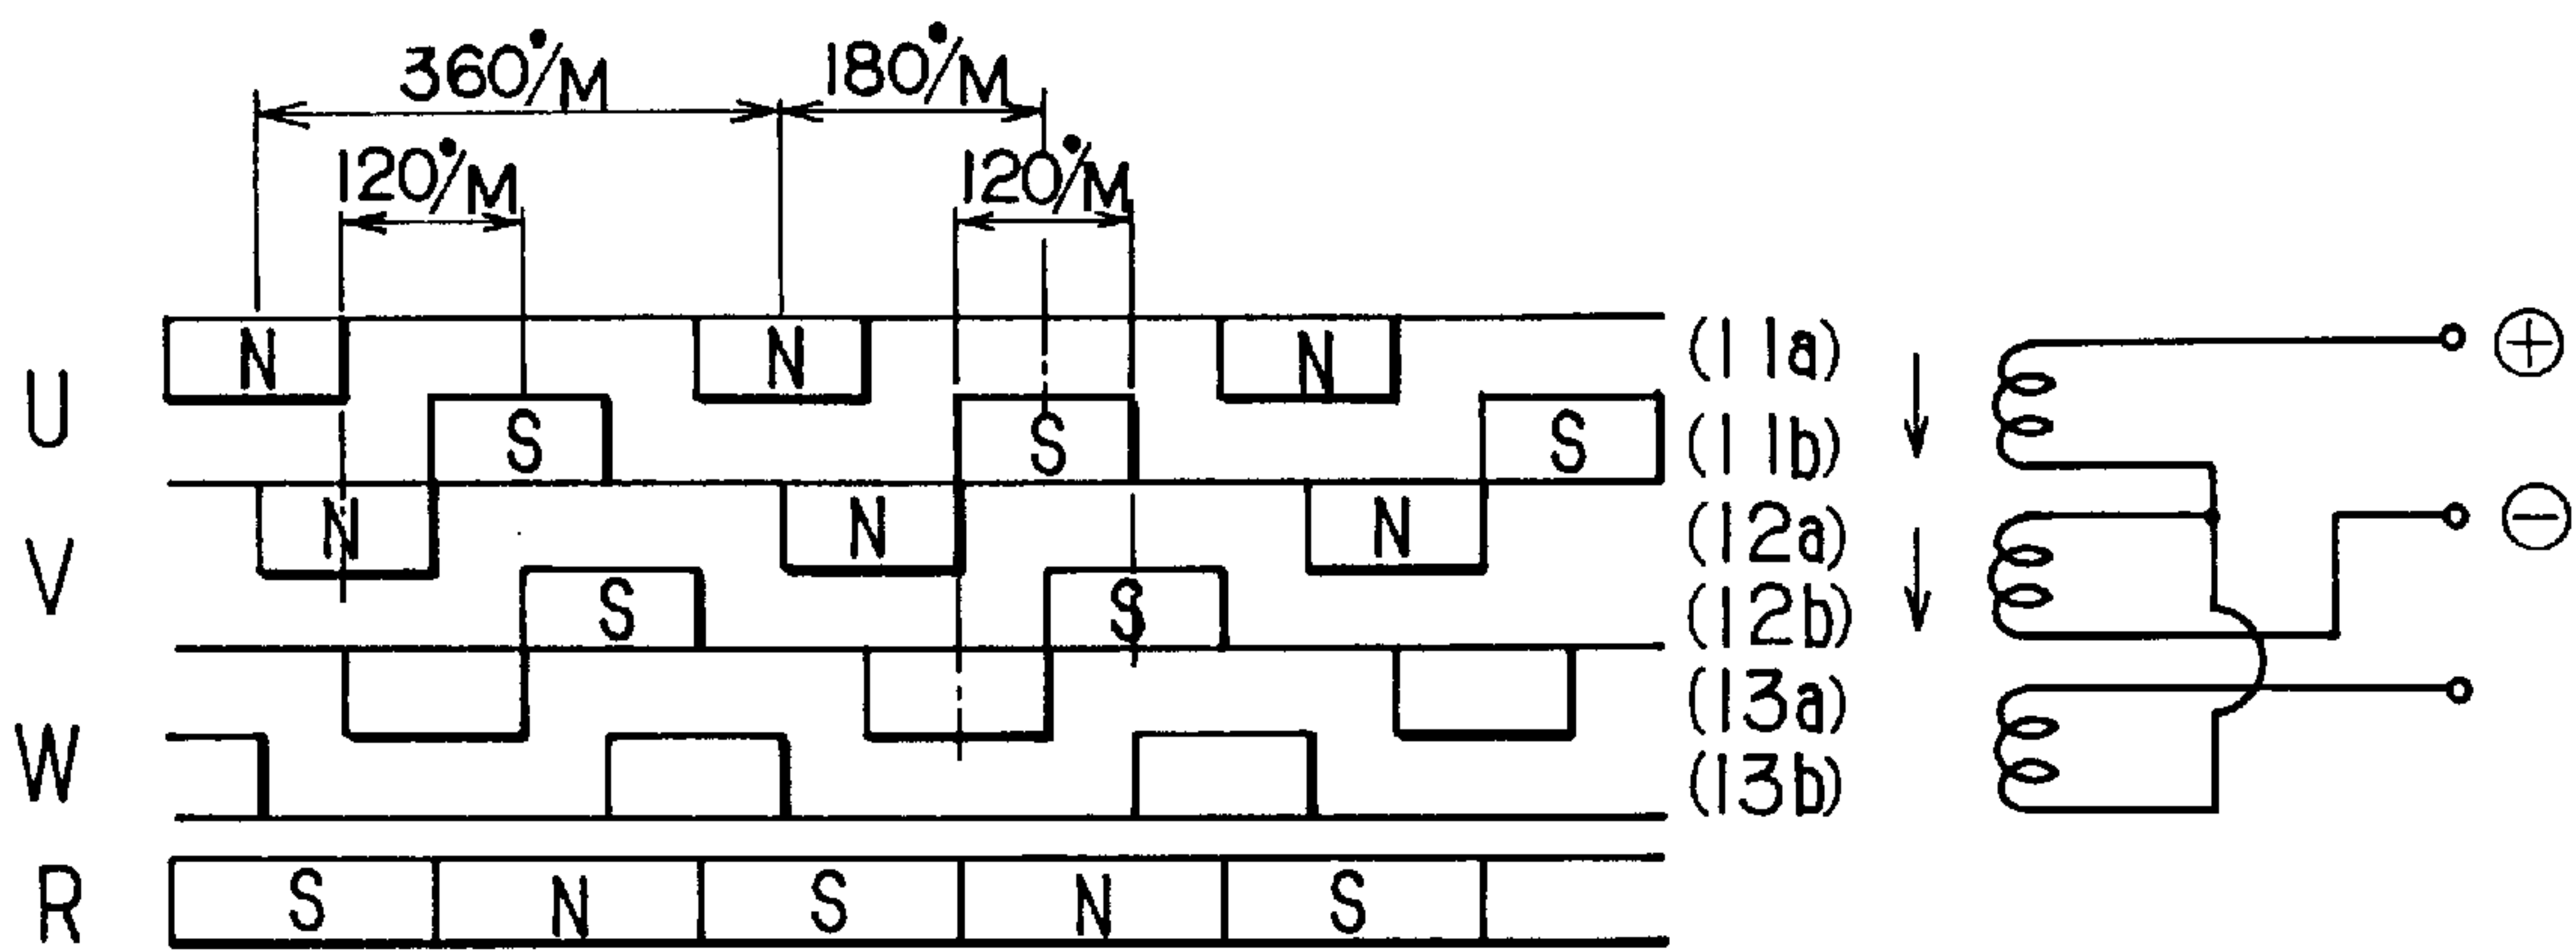 360°/M 180°/M
120°/M 120°/M
U N N N (11a) ⊕
S S S (11b)
V N N N (12a) ⊖
S S (12b)
W (13a)
(13b)
R S N S N S